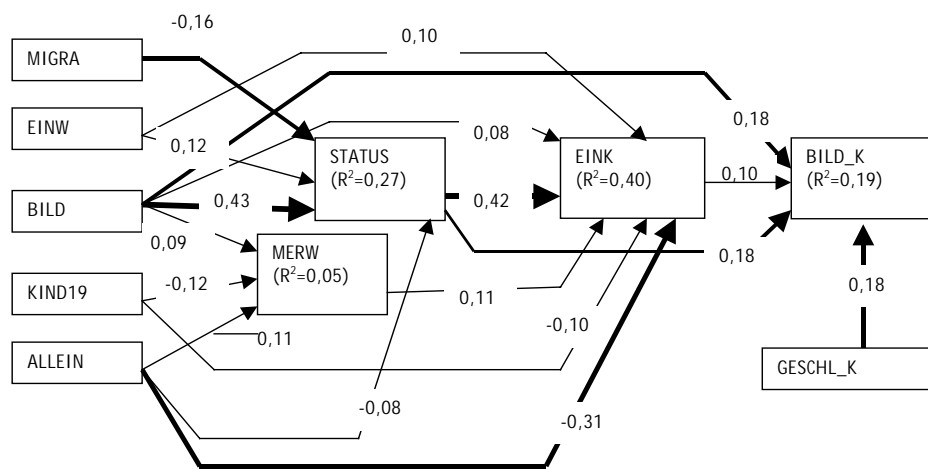 -0,16
0,10
MIGRA
EINW
0,12
0,08
0,18
STATUS
(R²=0,27)
EINK
(R²=0,40)
BILD_K
(R²=0,19)
0,10
BILD
0,43
0,42
0,09
MERW
(R²=0,05)
0,18
KIND19
-0,12
0,11
0,18
-0,10
0,11
ALLEIN
GESCHL_K
-0,08
-0,31